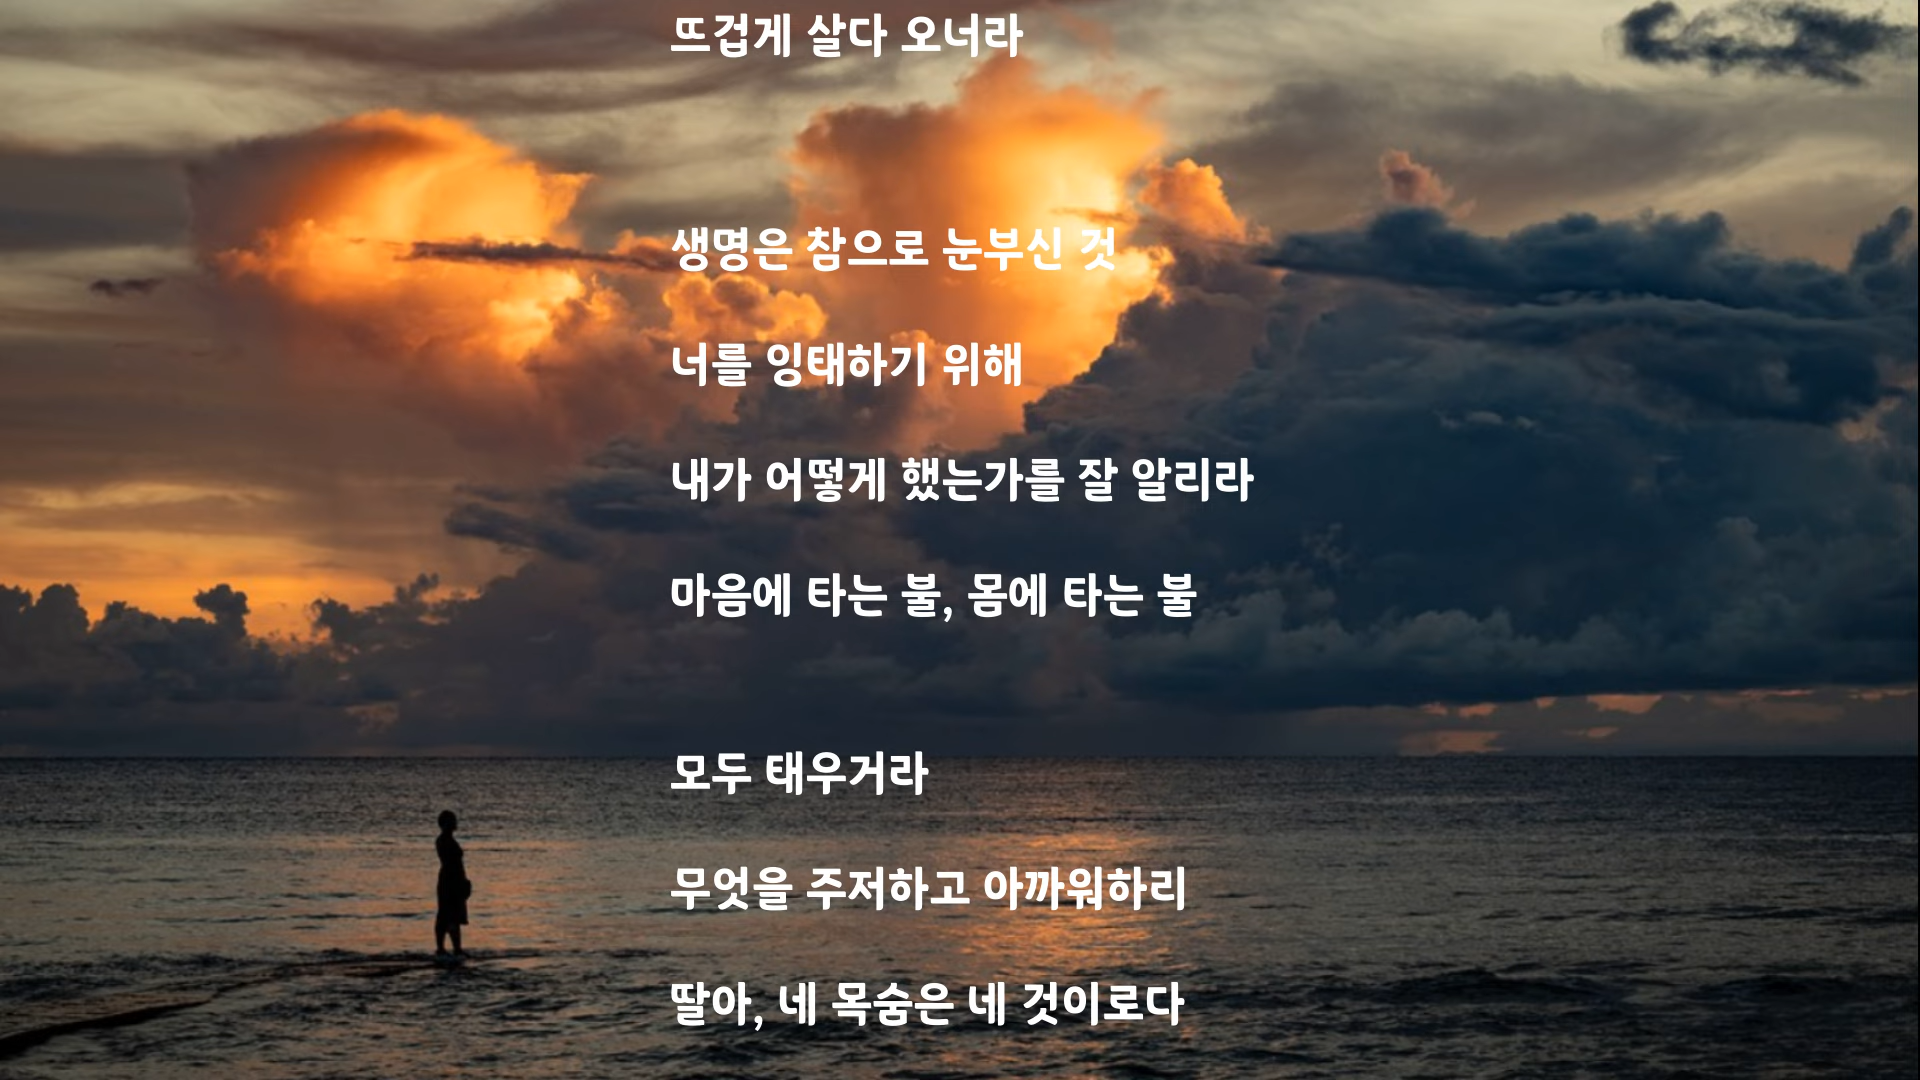 뜨겁게 살다 오너라
생명은 참으로 눈부신 것
너를 잉태하기 위해
내가 어떻게 했는가를 잘 알리라
마음에 타는 불, 몸에 타는 불
모두 태우거라
무엇을 주저하고 아까워하리
딸아, 네 목숨은 네 것이로다